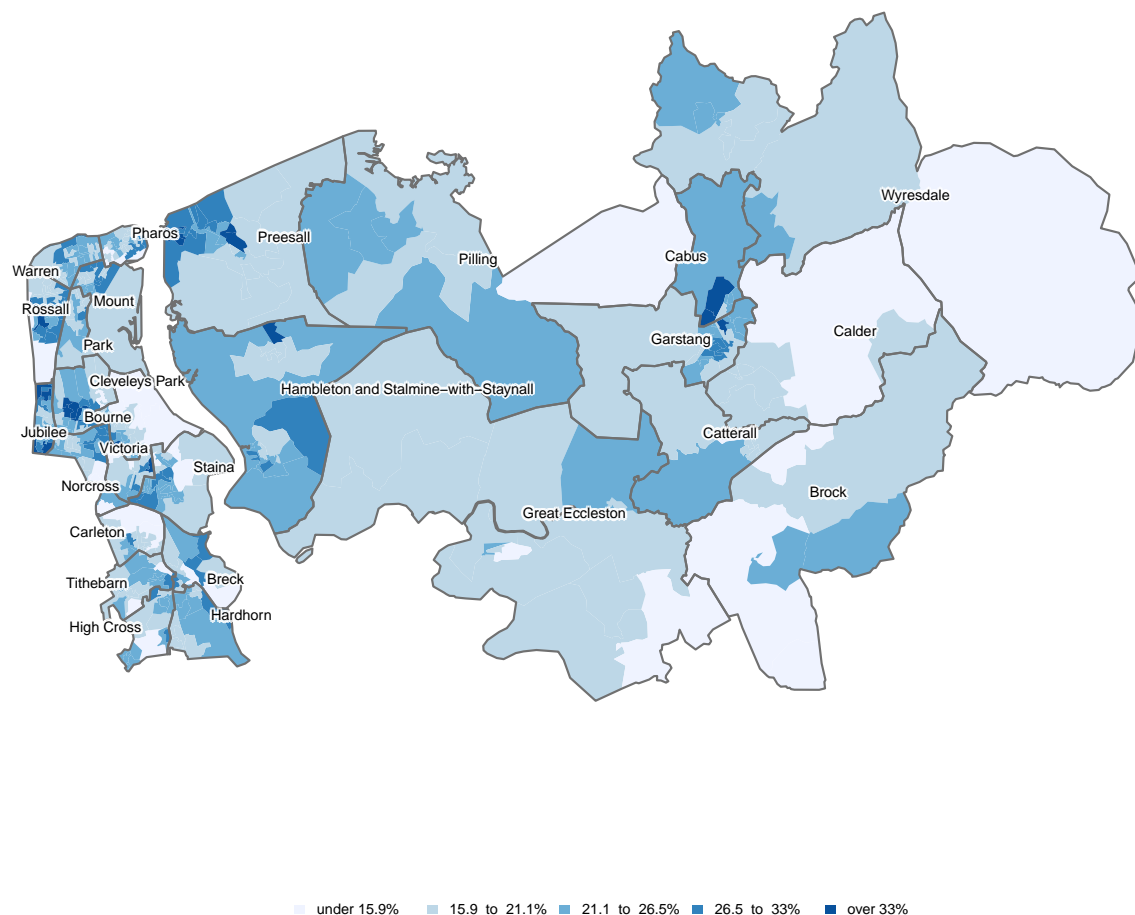 Wyresdale
Pharos
Preesall
Cabus
Pilling
Warren
Mount
Rossall
Calder
Garstang
Park
Cleveleys Park
Hambleton and Stalmine−with−Staynall
Bourne
Jubilee
Catterall
Victoria
Staina
Norcross
Brock
Great Eccleston
Carleton
Tithebarn
Breck
Hardhorn
High Cross
under 15.9% 15.9 to 21.1% 21.1 to 26.5% 26.5 to 33% over 33%